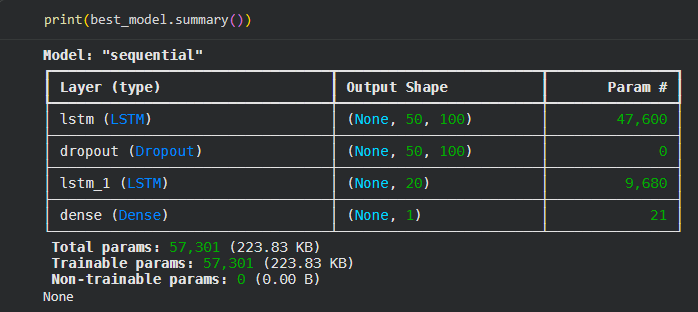 print(best_model.summary())
Model: "sequential"
Layer (type) Output Shape Param #
lstm (LSTM) (None, 50, 100) 47,600
dropout (Dropout) (None, 50, 100) 0
lstm_1 (LSTM) (None, 20) 9,680
dense (Dense) (None, 1) 21
Total params: 57,301 (223.83 KB)
Trainable params: 57,301 (223.83 KB)
Non-trainable params: 0 (0.00 B)
None